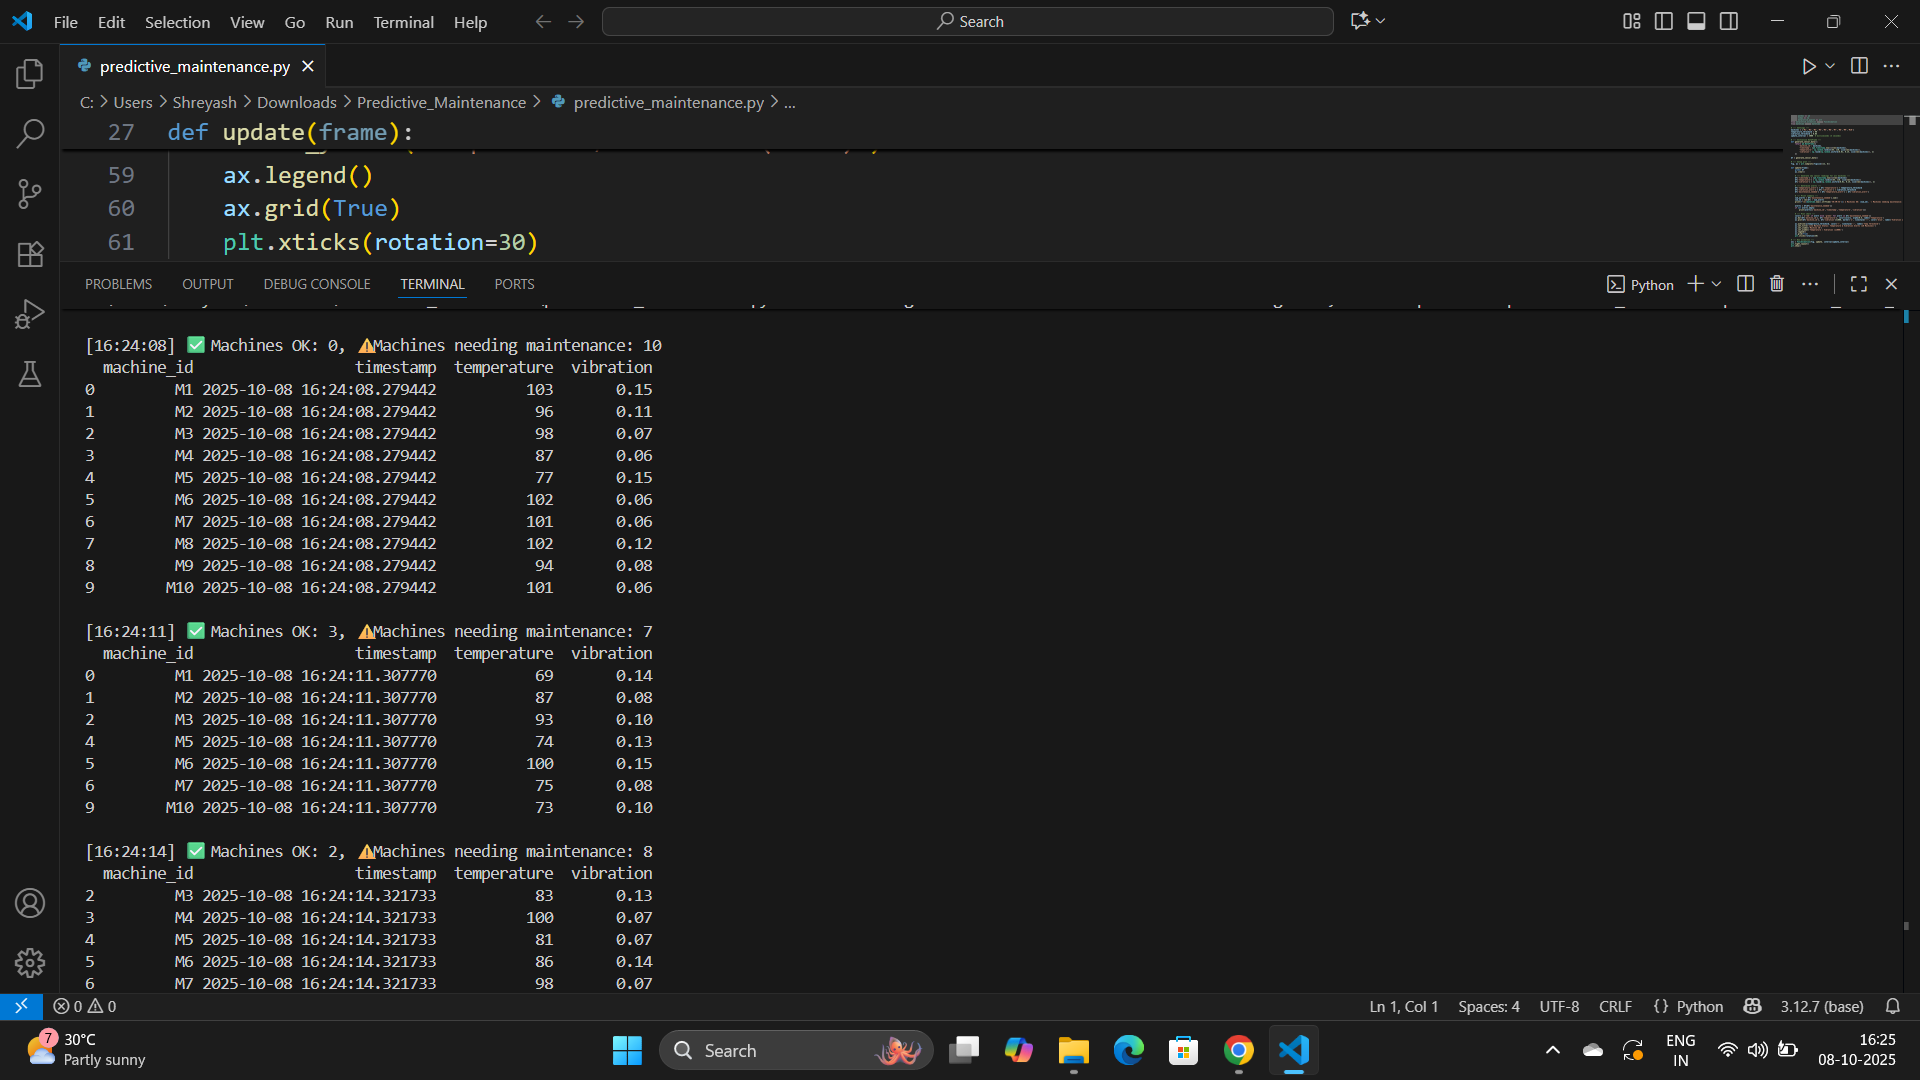 File Edit Selection View Go Run Terminal Help
Search
predictive_maintenance.py
C: > Users > Shreyash > Downloads > Predictive_Maintenance > predictive_maintenance.py > ...
27 def update(frame):
59 ax.legend()
60 ax.grid(True)
61 plt.xticks(rotation=30)
PROBLEMS OUTPUT DEBUG CONSOLE TERMINAL PORTS
Python
[16:24:08] ✅ Machines OK: 0, ⚠Machines needing maintenance: 10
machine_id timestamp temperature vibration
0 M1 2025-10-08 16:24:08.279442 103 0.15
1 M2 2025-10-08 16:24:08.279442 96 0.11
2 M3 2025-10-08 16:24:08.279442 98 0.07
3 M4 2025-10-08 16:24:08.279442 87 0.06
4 M5 2025-10-08 16:24:08.279442 77 0.15
5 M6 2025-10-08 16:24:08.279442 102 0.06
6 M7 2025-10-08 16:24:08.279442 101 0.06
7 M8 2025-10-08 16:24:08.279442 102 0.12
8 M9 2025-10-08 16:24:08.279442 94 0.08
9 M10 2025-10-08 16:24:08.279442 101 0.06
[16:24:11] ✅ Machines OK: 3, ⚠Machines needing maintenance: 7
machine_id timestamp temperature vibration
0 M1 2025-10-08 16:24:11.307770 69 0.14
1 M2 2025-10-08 16:24:11.307770 87 0.08
2 M3 2025-10-08 16:24:11.307770 93 0.10
4 M5 2025-10-08 16:24:11.307770 74 0.13
5 M6 2025-10-08 16:24:11.307770 100 0.15
6 M7 2025-10-08 16:24:11.307770 75 0.08
9 M10 2025-10-08 16:24:11.307770 73 0.10
[16:24:14] ✅ Machines OK: 2, ⚠Machines needing maintenance: 8
machine_id timestamp temperature vibration
2 M3 2025-10-08 16:24:14.321733 83 0.13
3 M4 2025-10-08 16:24:14.321733 100 0.07
4 M5 2025-10-08 16:24:14.321733 81 0.07
5 M6 2025-10-08 16:24:14.321733 86 0.14
6 M7 2025-10-08 16:24:14.321733 98 0.07
0 0 Ln 1, Col 1 Spaces: 4 UTF-8 CRLF {} Python 3.12.7 (base)
7 30°C
Partly sunny
Search
ENG
IN
16:25
08-10-2025